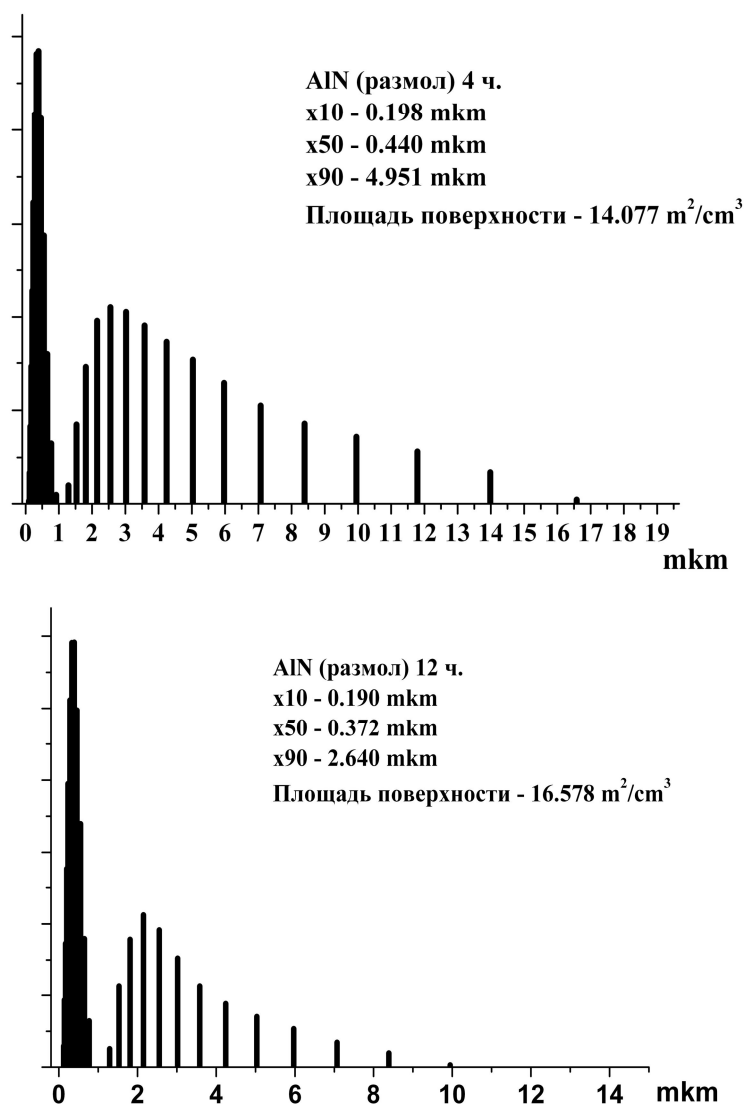 AlN (размол) 4 ч.
x10 - 0.198 mkm
x50 - 0.440 mkm
x90 - 4.951 mkm
Площадь поверхности - 14.077 m²/cm³
0 1 2 3 4 5 6 7 8 9 10 11 12 13 14 15 16 17 18 19
mkm
AlN (размол) 12 ч.
x10 - 0.190 mkm
x50 - 0.372 mkm
x90 - 2.640 mkm
Площадь поверхности - 16.578 m²/cm³
0 2 4 6 8 10 12 14 mkm